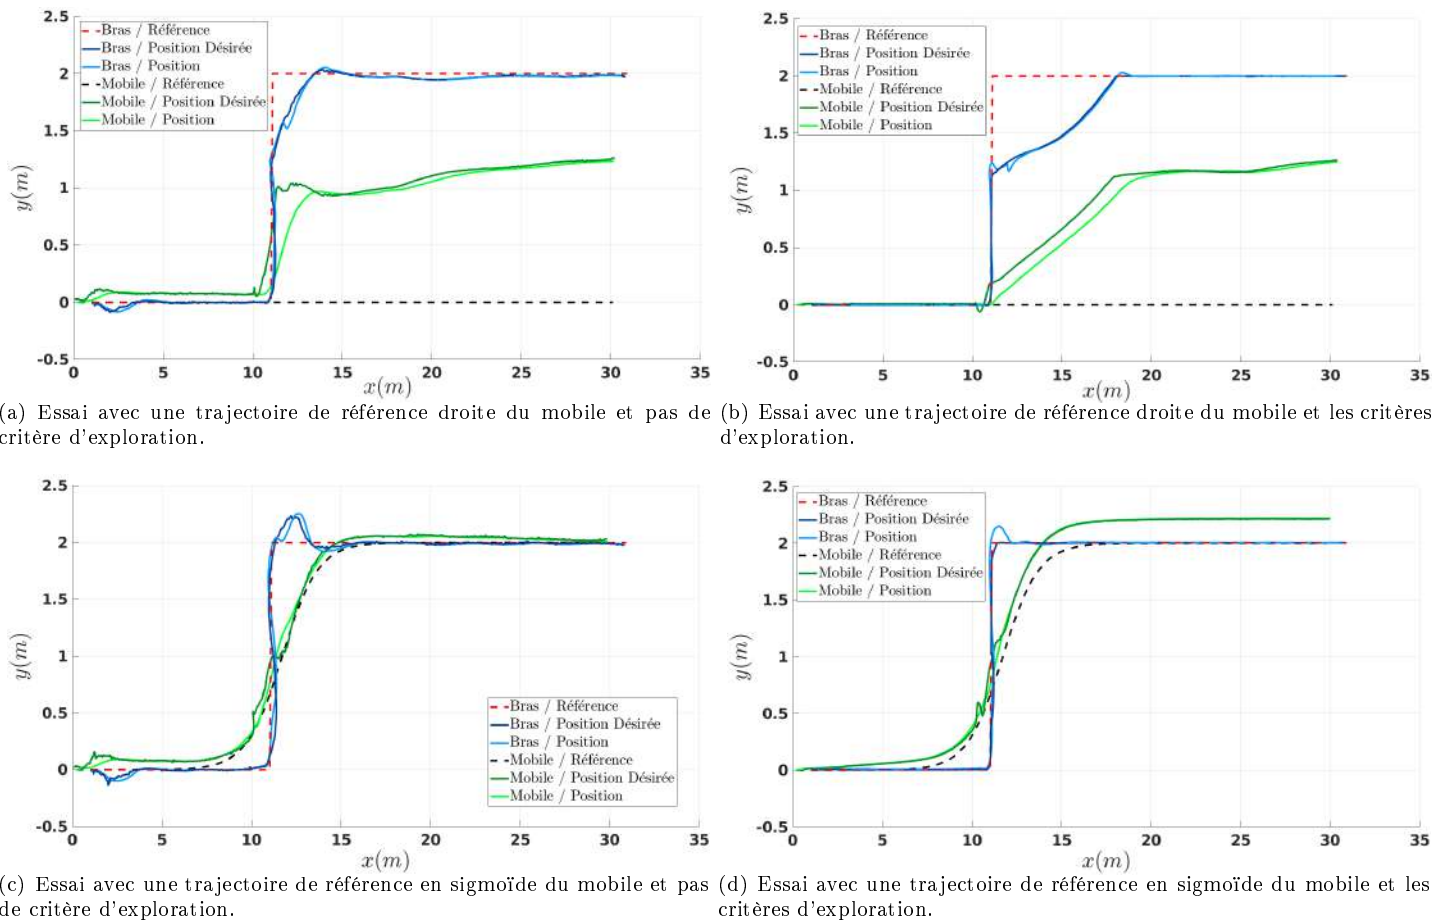 2.5
2
1.5
1
0.5
0
-0.5
y(m)
Bras / Référence
Bras / Position Désirée
Bras / Position
Mobile / Référence
Mobile / Position Désirée
Mobile / Position
0 5 10 15 20 25 30 35
x(m)
(a) Essai avec une trajectoire de référence droite du mobile et pas de
critère d'exploration.
2.5
2
1.5
1
0.5
0
-0.5
y(m)
Bras / Référence
Bras / Position Désirée
Bras / Position
Mobile / Référence
Mobile / Position Désirée
Mobile / Position
0 5 10 15 20 25 30 35
x(m)
(b) Essai avec une trajectoire de référence droite du mobile et les critères
d'exploration.
2.5
2
1.5
1
0.5
0
-0.5
y(m)
Bras / Référence
Bras / Position Désirée
Bras / Position
Mobile / Référence
Mobile / Position Désirée
Mobile / Position
0 5 10 15 20 25 30 35
x(m)
(c) Essai avec une trajectoire de référence en sigmoïde du mobile et pas
de critère d'exploration.
2.5
2
1.5
1
0.5
0
-0.5
y(m)
Bras / Référence
Bras / Position Désirée
Bras / Position
Mobile / Référence
Mobile / Position Désirée
Mobile / Position
0 5 10 15 20 25 30 35
x(m)
(d) Essai avec une trajectoire de référence en sigmoïde du mobile et les
critères d'exploration.